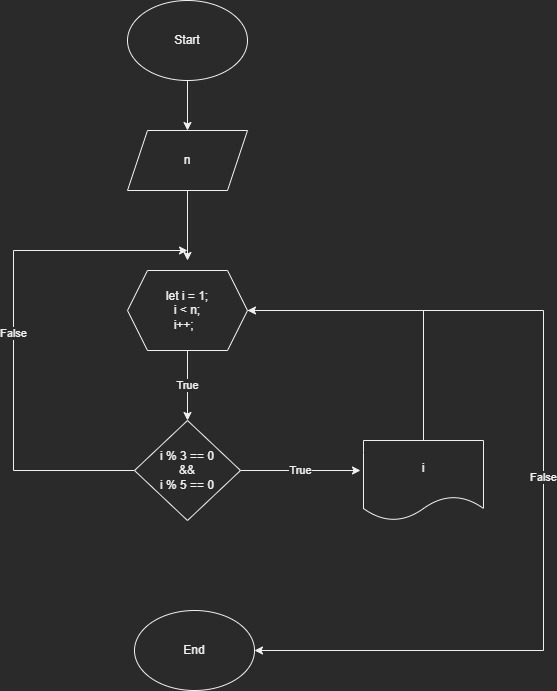 Start
n
let i = 1;
i < n;
i++;
False
True
i % 3 == 0
&&
i % 5 == 0
True
i
False
End